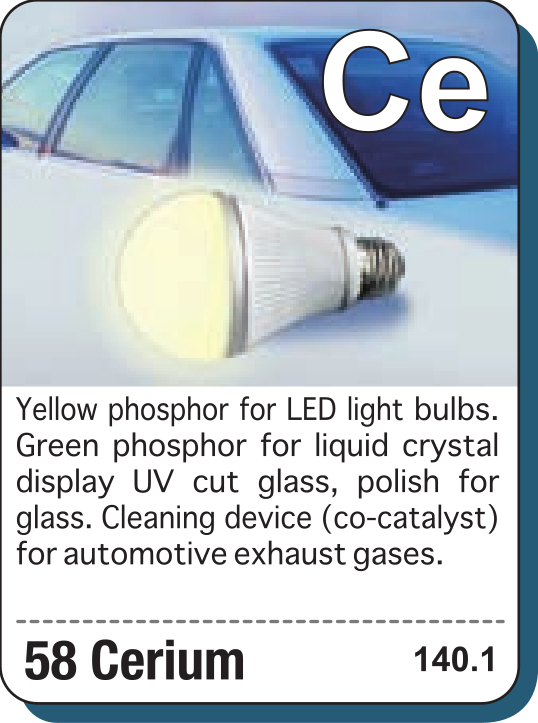 Ce
Yellow phosphor for LED light bulbs.
Green phosphor for liquid crystal
display UV cut glass, polish for
glass. Cleaning device (co-catalyst)
for automotive exhaust gases.
58 Cerium 140.1